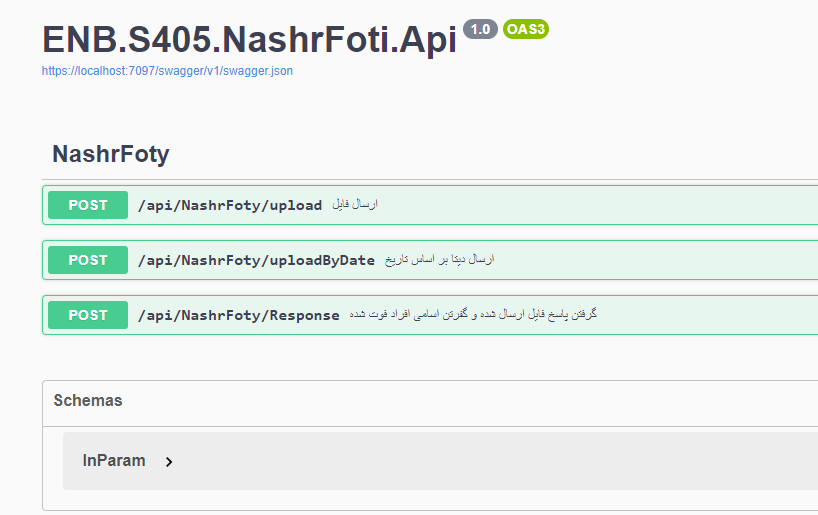 ENB.S405.NashrFoti.Api 1.0 OAS3
https://localhost:7097/swagger/v1/swagger.json
NashrFoty
POST /api/NashrFoty/upload ارسال فایل
POST /api/NashrFoty/uploadByDate ارسال دیتا بر اساس تاریخ
POST /api/NashrFoty/Response گرفتن پاسخ فایل ارسال شده و گفرتن اسامی افراد فوت شده
Schemas
InParam